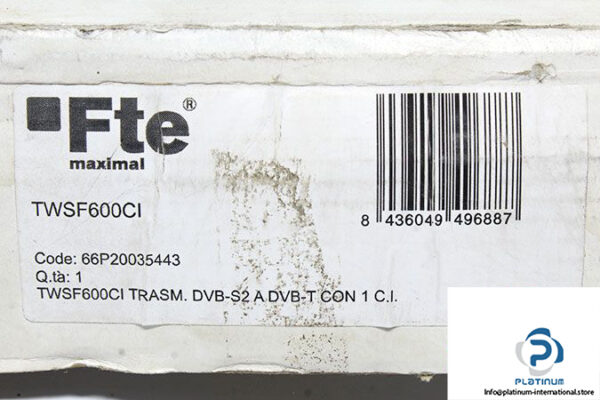 Fte®
maximal
TWSF600CI
8 436049 496887
Code: 66P20035443
Q.tà: 1
TWSF600CI TRASM. DVB-S2 A DVB-T CON 1 C.I.
PLATINUM
info@platinum-international.store